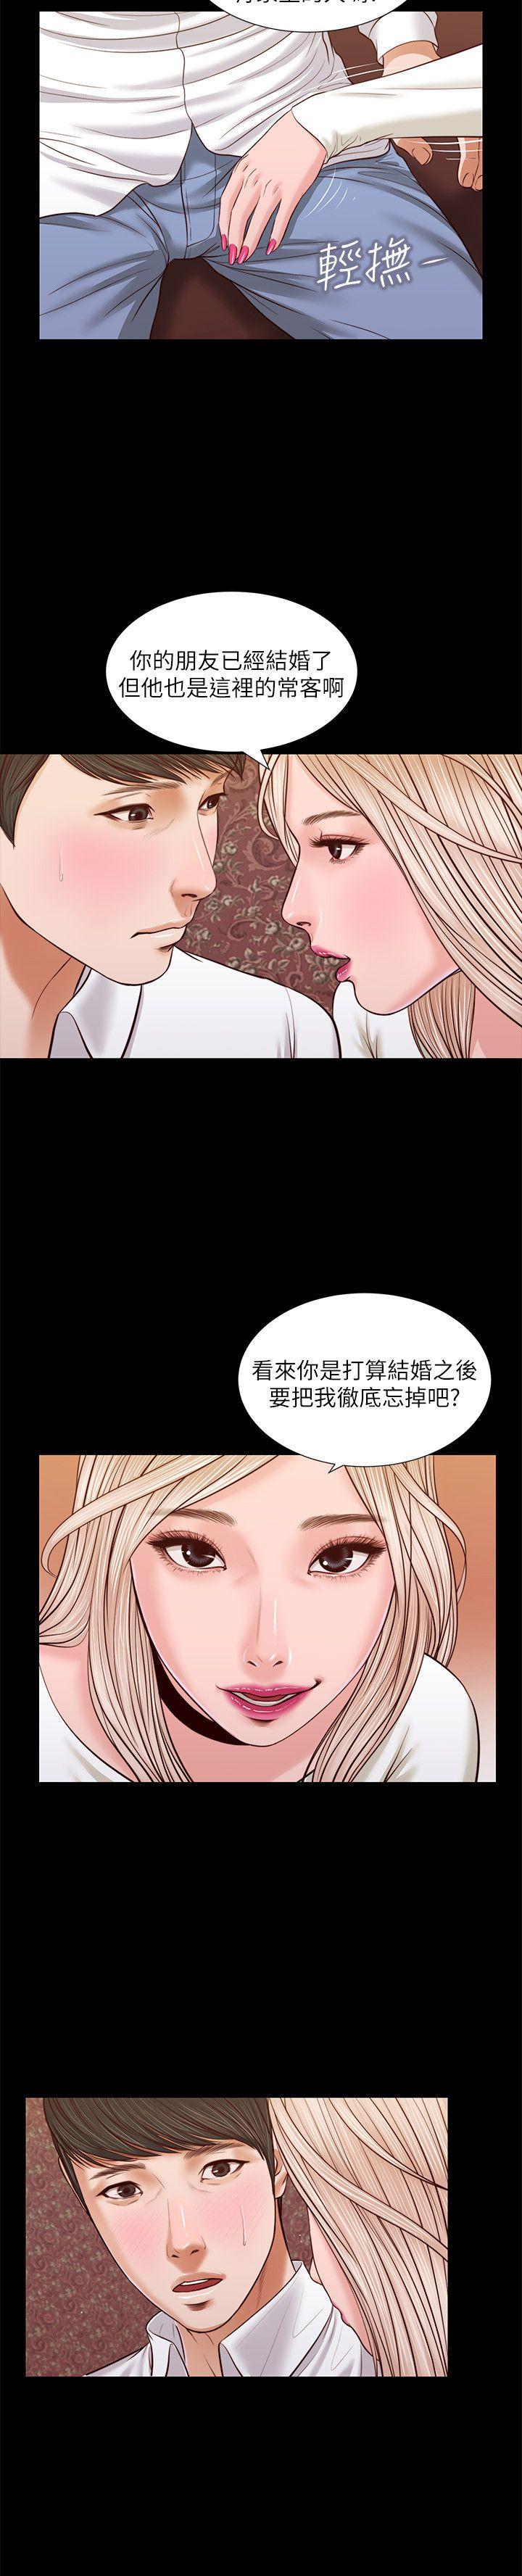 輕撫
你的朋友已經結婚了
但他也是這裡的常客啊
看來你是打算結婚之後
要把我徹底忘掉吧?